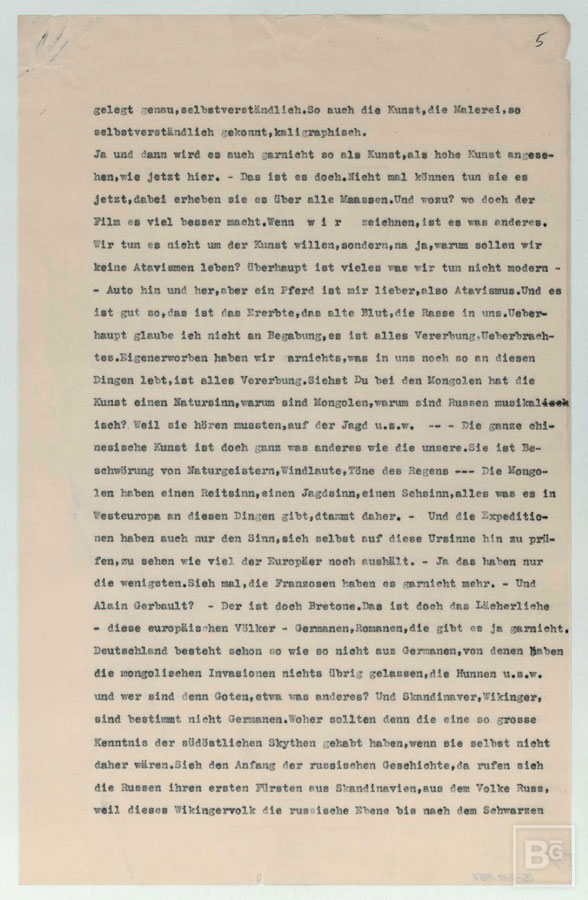 5
gelegt genau,selbstverständlich.So auch die Kunst,die Malerei,so
selbstverständlich gekonnt,kaligraphisch.
Ja und dann wird es auch garnicht so als Kunst,als hohe Kunst angese-
hen,wie jetzt hier. - Das ist es doch.Nicht mal können tun sie es
jetzt,dabei erheben sie es über alle Maassen.Und wozu? wo doch der
Film es viel besser macht.Wenn w i r zeichnen,ist es was anderes.
Wir tun es nicht um der Kunst willen,sondern,na ja,warum sollen wir
keine Atavismen leben? überhaupt ist vieles was wir tun nicht modern -
- Auto hin und her,aber ein Pferd ist mir lieber,also Atavismus.Und es
ist gut so,das ist das Ererbte,das alte Blut,die Rasse in uns.Ueber-
haupt glaube ich nicht an Begabung,es ist alles Vererbung.Ueberbrach-
tes.Eigenerworben haben wir arnichts,was in uns noch so an diesen
Dingen lebt,ist alles Vererbung.Siehst Du bei den Mongolen hat die
Kunst einen Natursinn,warum sind Mongolen,warum sind Russen musikalisch
isch? Weil sie hören mussten,auf der Jagd u.s.w. -- - Die ganze chi-
nesische Kunst ist doch ganz was anderes wie die unsere.Sie ist Be-
schwörung von Naturgeistern,Windlaute,Töne des Regens --- Die Mongo-
len haben einen Reitsinn,einen Jagdsinn,einen Sehsinn,alles was es in
Westeuropa an diesen Dingen gibt,dtammt daher. - Und die Expeditio-
nen haben auch nur den Sinn,sich selbst auf diese Ursinne hin zu prü-
fen,zu sehen wie viel der Europäer noch aushält. - Ja das haben nur
die wenigsten.Sieh mal,die Franzosen haben es garnicht mehr. - Und
Alain Gerbault? - Der ist doch Bretone.Das ist doch das Lächerliche
- diese europäischen Völker - Germanen,Romanen,die gibt es ja garnicht.
Deutschland besteht schon so wie so nicht aus Germanen,von denen haben
die mongolischen Invasionen nichts übrig gelassen,die Hunnen u.s.w.
und wer sind denn Goten,etwa was anderes? Und Skandinaver,Wikinger,
sind bestimmt nicht Germanen.Woher sollten denn die eine so grosse
Kenntnis der südöstlichen Skythen gehabt haben,wenn sie selbst nicht
daher wären.Sieh den Anfang der russischen Geschichte,da rufen sich
die Russen ihren ersten Fürsten aus Skandinavien,aus dem Volke Russ,
weil dieses Wikingervolk die russische Ebene bis nach dem Schwarzen
BG